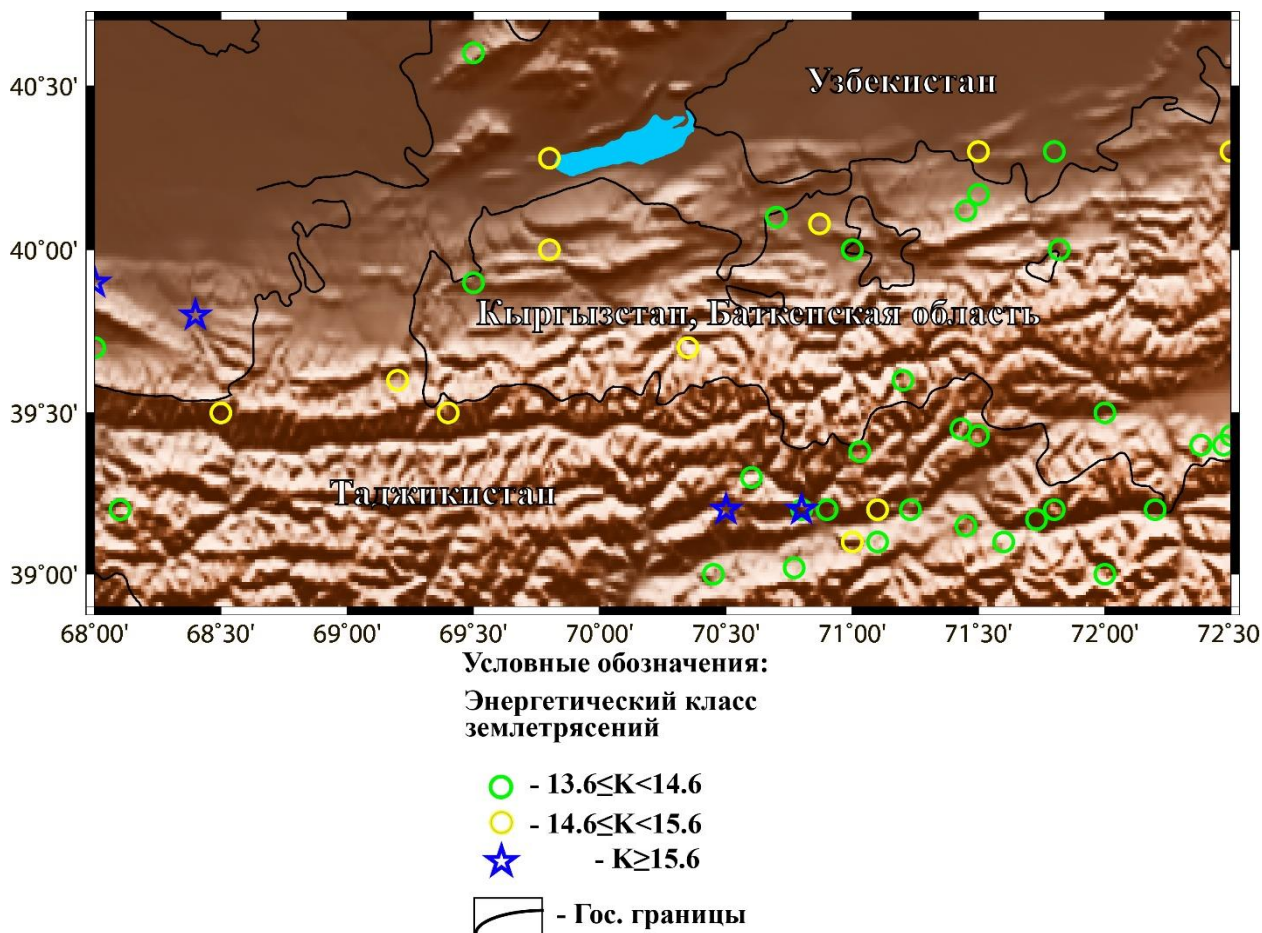 40°30'
Узбекистан
40°00'
Кыргызстан, Баткенская область
39°30'
Таджикистан
39°00'
68°00' 68°30' 69°00' 69°30' 70°00' 70°30' 71°00' 71°30' 72°00' 72°30
Условные обозначения:
Энергетический класс
землетрясений
- 13.6≤K<14.6
- 14.6≤K<15.6
- K≥15.6
- Гос. границы